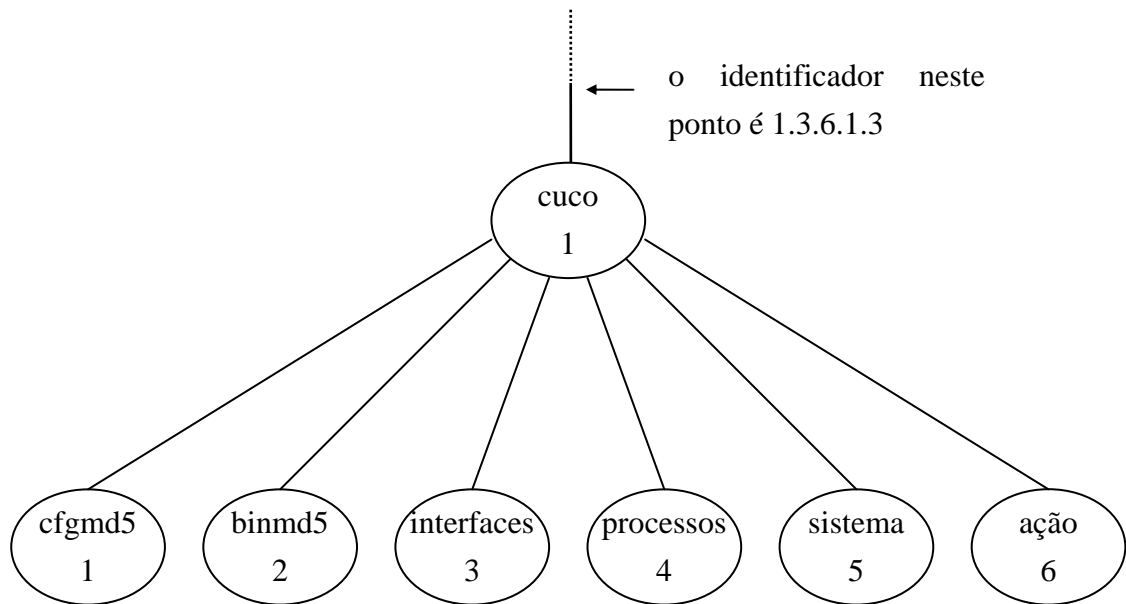 o identificador neste
ponto é 1.3.6.1.3
cuco
1
cfgmd5
1
binmd5
2
interfaces
3
processos
4
sistema
5
ação
6